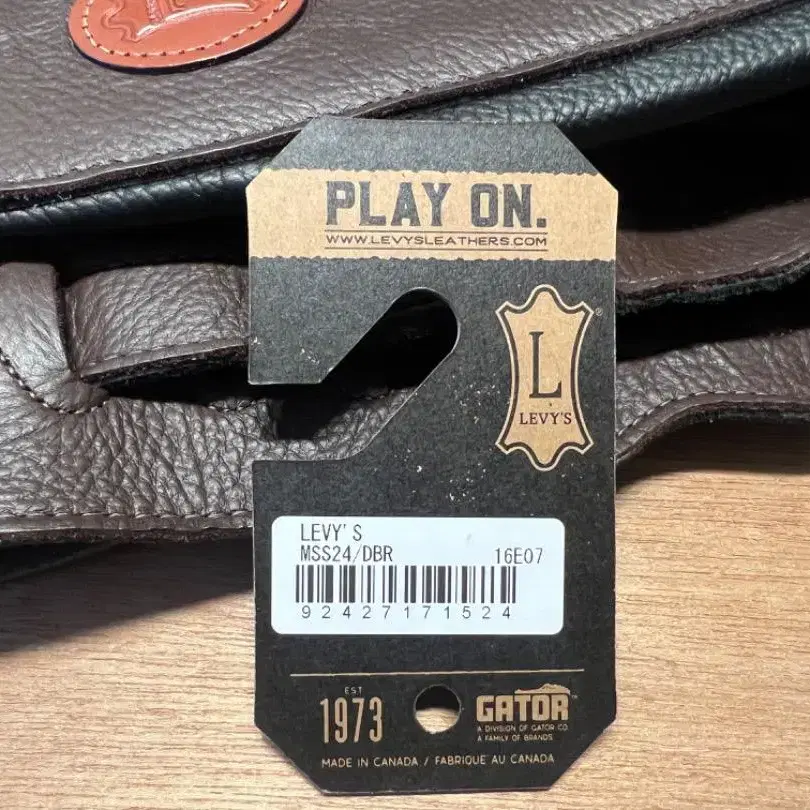 PLAY ON.
WWW.LEVYSLEATHERS.COM
L
LEVY'S
®
LEVY'S
MSS24/DBR 16E07
92427171524
EST
1973
GATOR™
A DIVISION OF GATOR CO
A FAMILY OF BRANDS
MADE IN CANADA / FABRIQUÉ AU CANADA